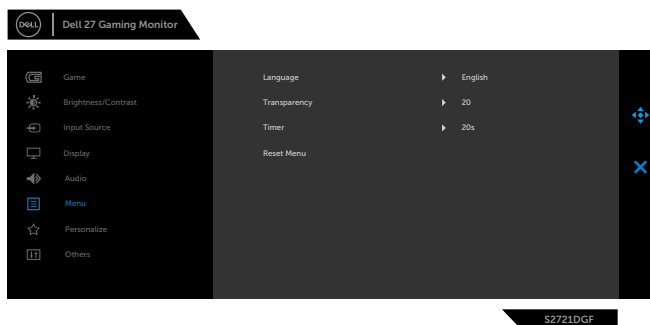 DELL
Dell 27 Gaming Monitor
Game
Brightness/Contrast
Input Source
Display
Audio
Menu
Personalize
Others
Language English
Transparency 20
Timer 20s
Reset Menu
S2721DGF